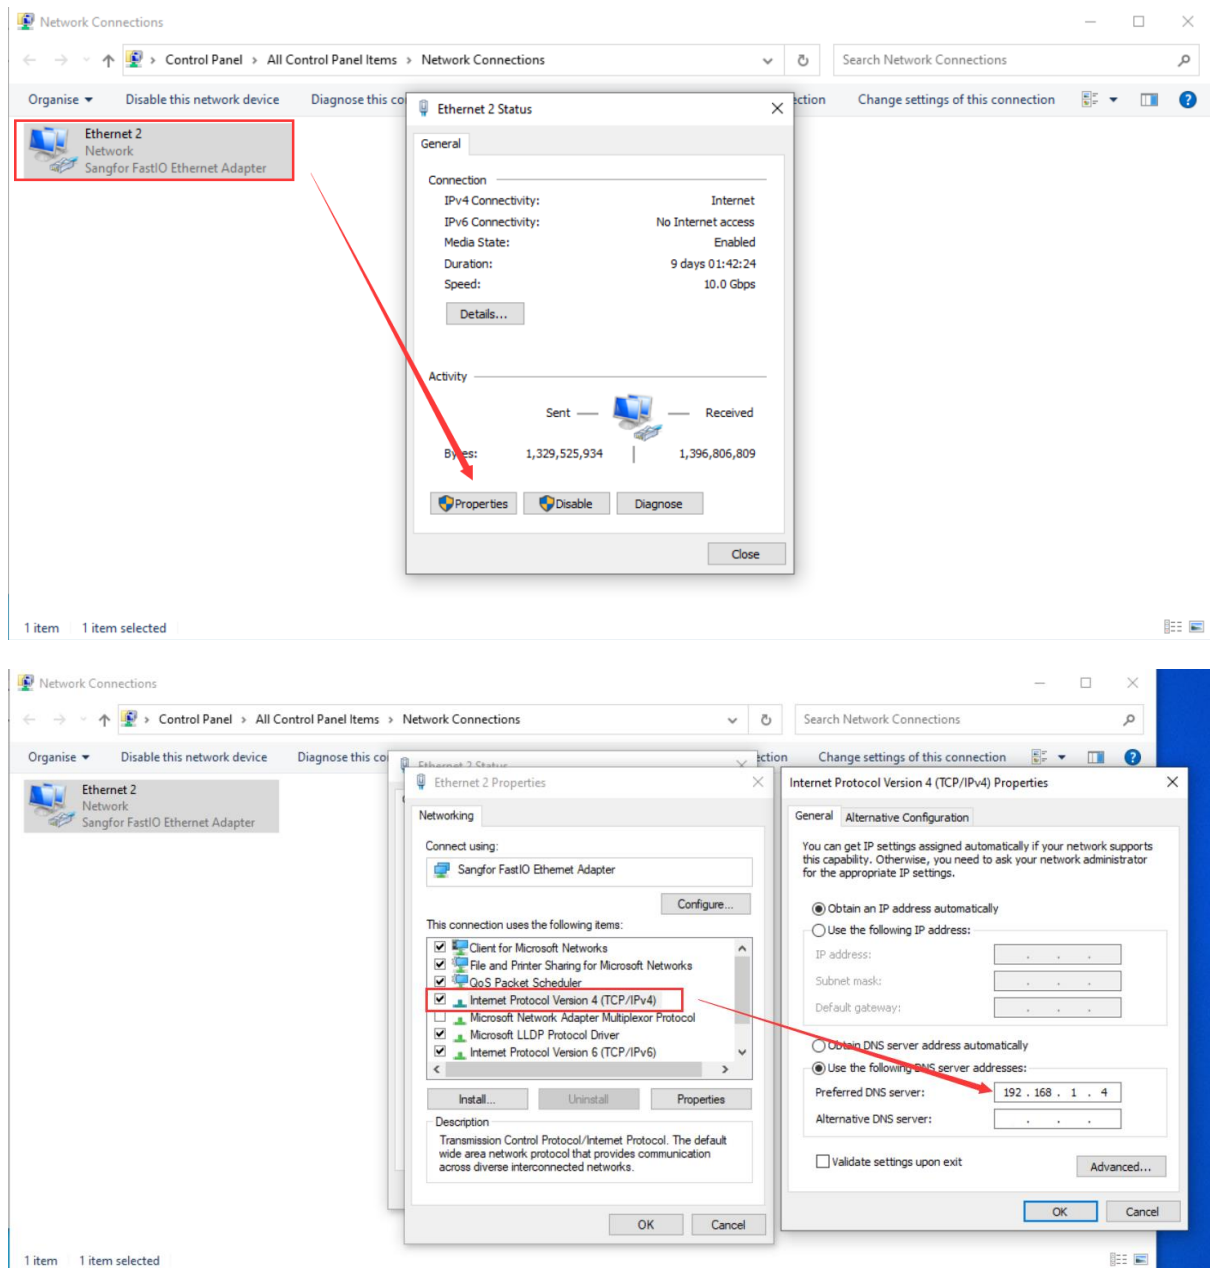 Network Connections
Control Panel > All Control Panel Items > Network Connections
Search Network Connections
Organise Disable this network device Diagnose this co ection Change settings of this connection
Ethernet 2
Network
Sangfor FastIO Ethernet Adapter
Ethernet 2 Status
General
Connection
IPv4 Connectivity: Internet
IPv6 Connectivity: No Internet access
Media State: Enabled
Duration: 9 days 01:42:24
Speed: 10.0 Gbps
Details...
Activity
Sent — — Received
Bytes: 1,329,525,934 | 1,396,806,809
Properties Disable Diagnose
Close
1 item 1 item selected
Network Connections
Control Panel > All Control Panel Items > Network Connections
Search Network Connections
Organise Disable this network device Diagnose this co ection Change settings of this connection
Ethernet 2
Network
Sangfor FastIO Ethernet Adapter
Ethernet 2 Status
Ethernet 2 Properties
Networking
Connect using:
Sangfor FastIO Ethernet Adapter
Configure...
This connection uses the following items:
Client for Microsoft Networks
File and Printer Sharing for Microsoft Networks
QoS Packet Scheduler
Internet Protocol Version 4 (TCP/IPv4)
Microsoft Network Adapter Multiplexor Protocol
Microsoft LLDP Protocol Driver
Internet Protocol Version 6 (TCP/IPv6)
Install... Uninstall Properties
Description
Transmission Control Protocol/Internet Protocol. The default
wide area network protocol that provides communication
across diverse interconnected networks.
OK Cancel
Internet Protocol Version 4 (TCP/IPv4) Properties
General Alternative Configuration
You can get IP settings assigned automatically if your network supports
this capability. Otherwise, you need to ask your network administrator
for the appropriate IP settings.
Obtain an IP address automatically
Use the following IP address:
IP address: . . .
Subnet mask: . . .
Default gateway: . . .
Obtain DNS server address automatically
Use the following DNS server addresses:
Preferred DNS server: 192 . 168 . 1 . 4
Alternative DNS server: . . .
Validate settings upon exit
Advanced...
OK Cancel
1 item 1 item selected